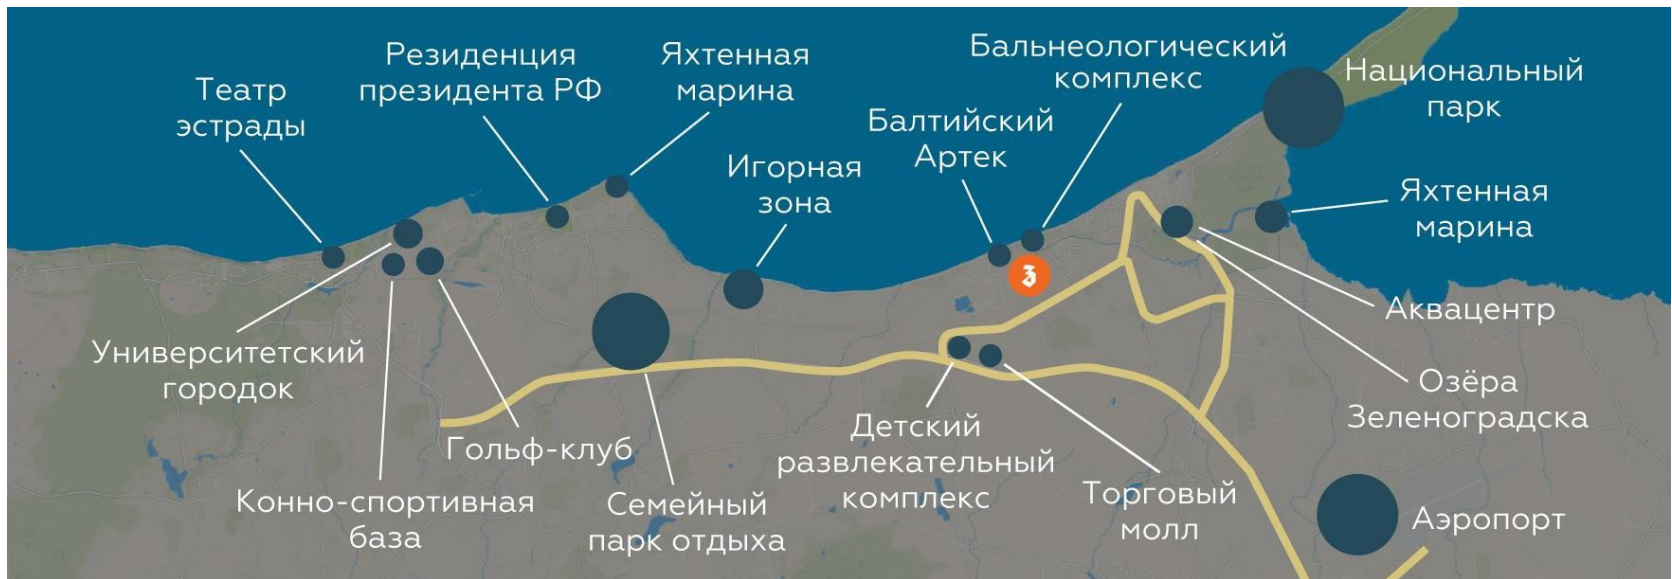 Театр
эстрады
Резиденция
президента РФ
Яхтенная
марина
Игорная
зона
Балтийский
Артек
Бальнеологический
комплекс
Национальный
парк
Яхтенная
марина
Аквацентр
Озёра
Зеленоградска
Университетский
городок
Гольф-клуб
Конно-спортивная
база
Семейный
парк отдыха
Детский
развлекательный
комплекс
Торговый
молл
Аэропорт